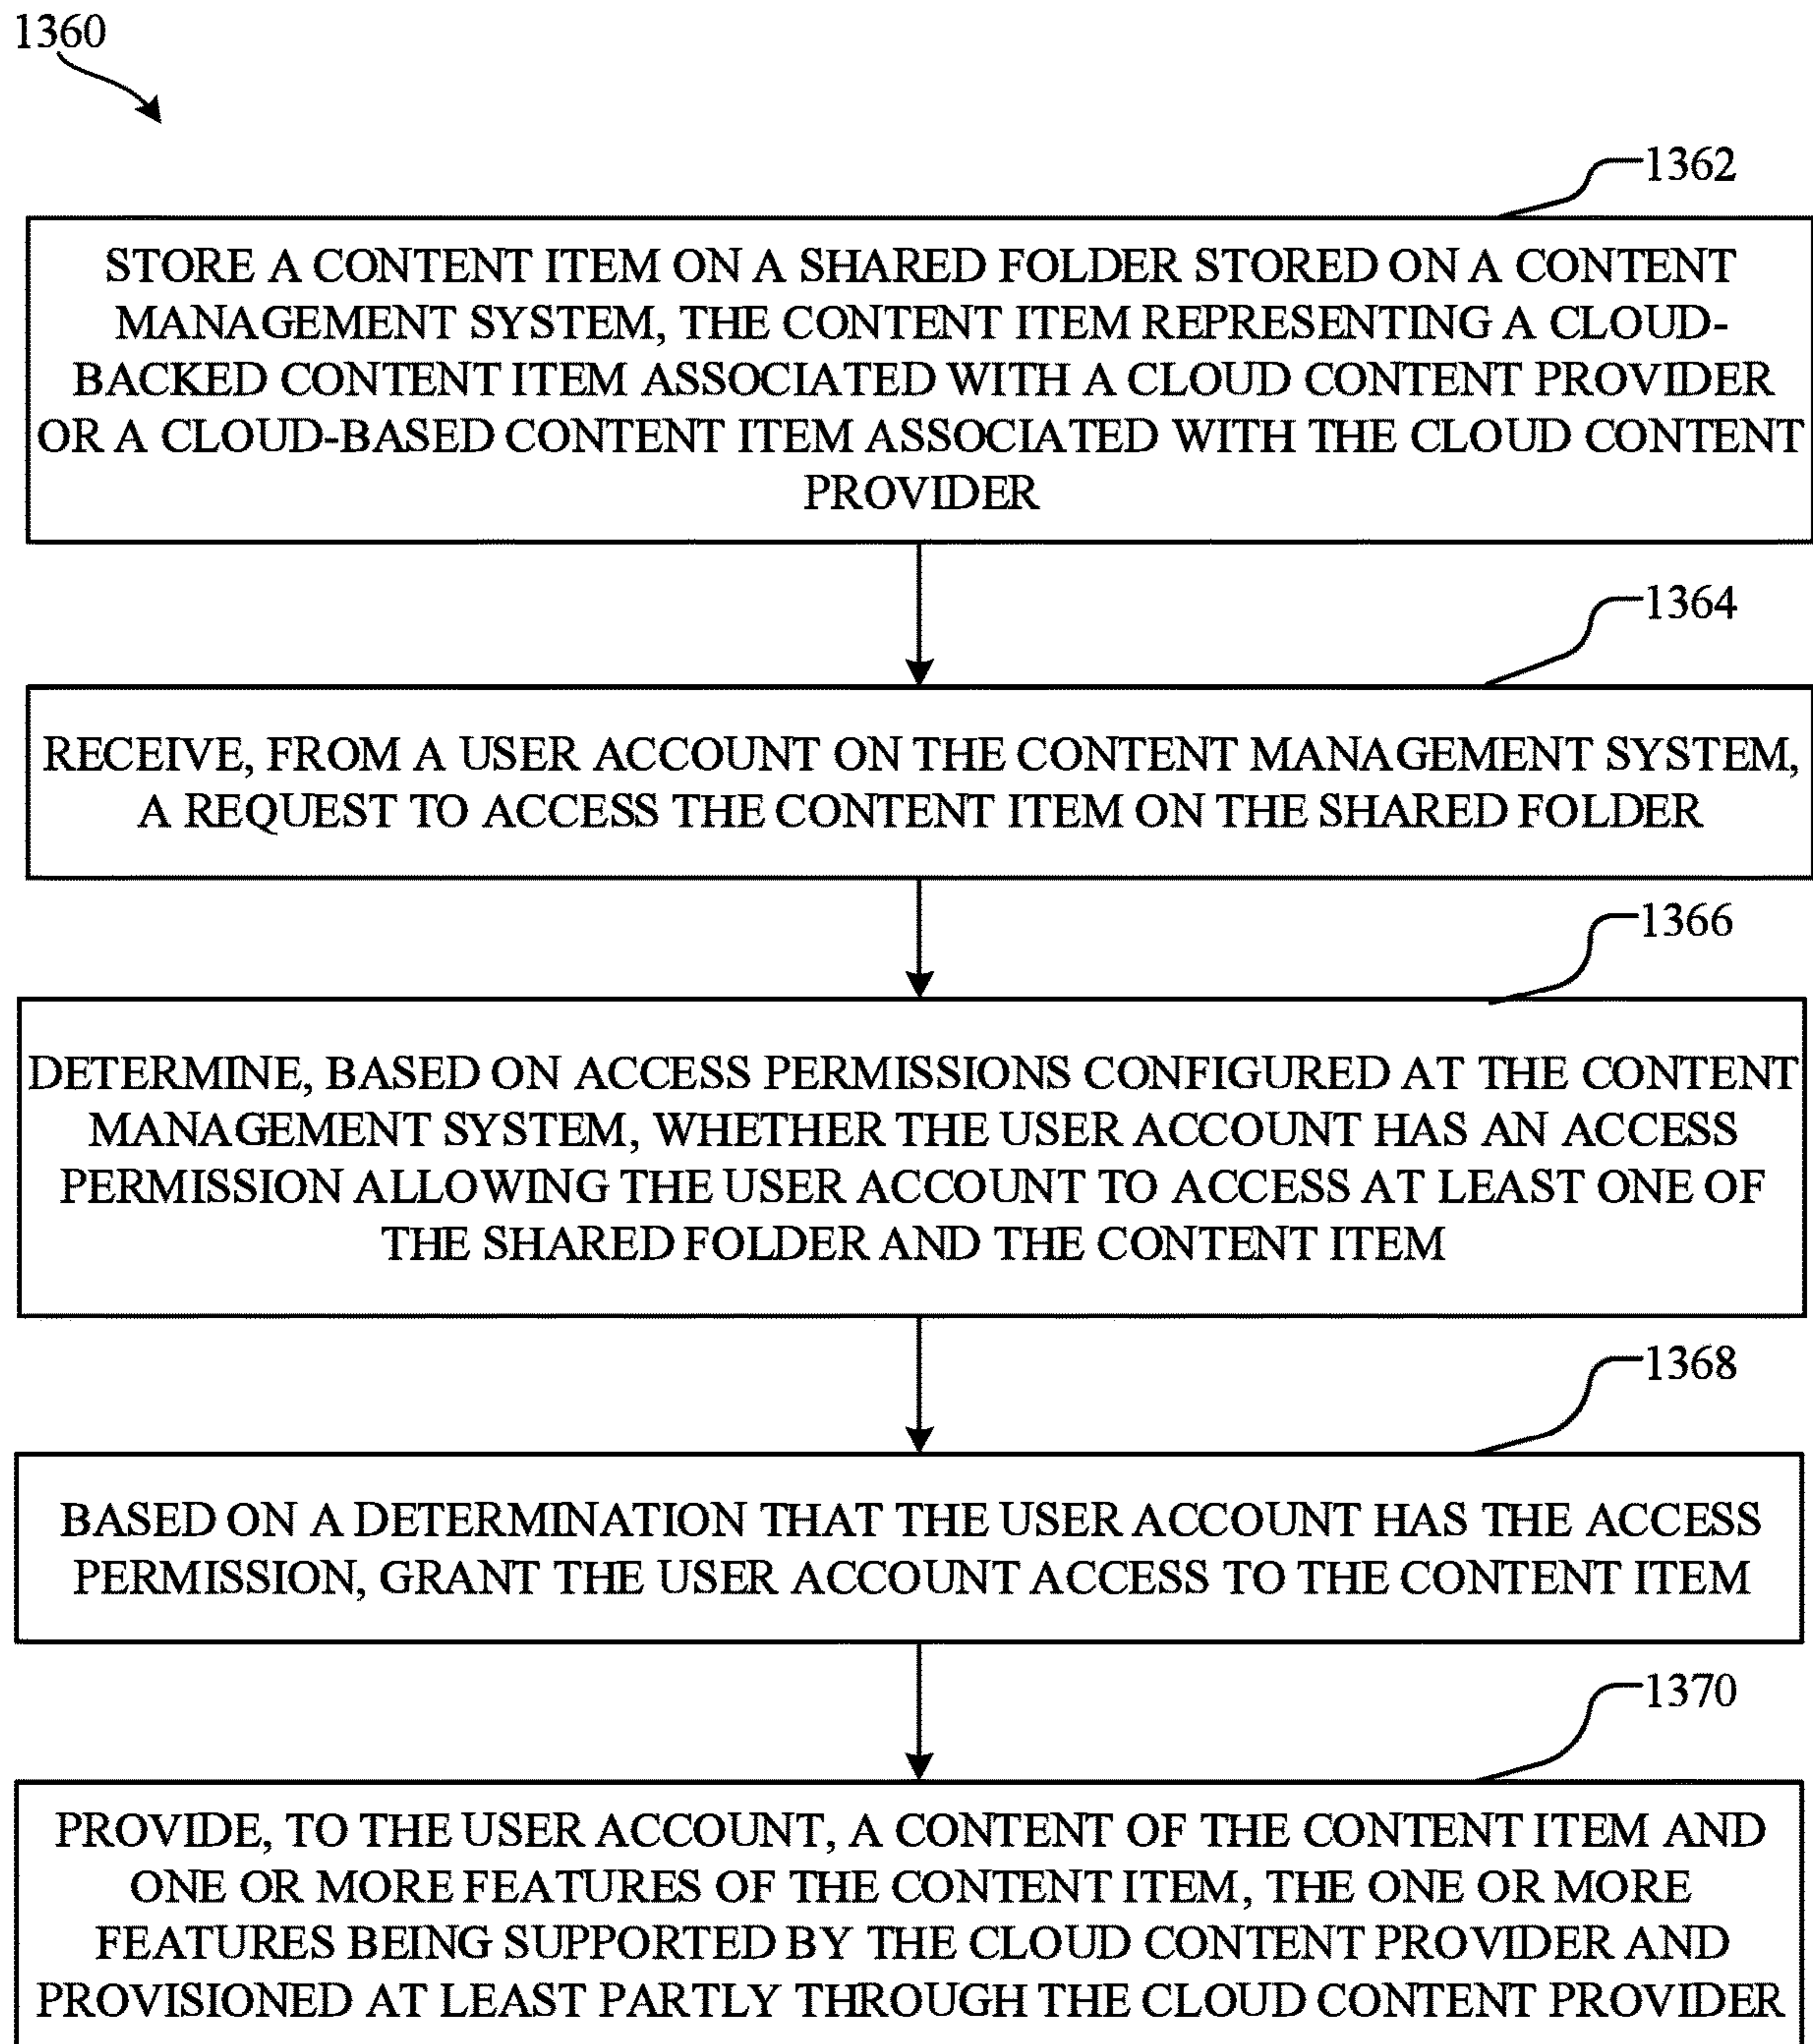 1360
1362
STORE A CONTENT ITEM ON A SHARED FOLDER STORED ON A CONTENT
MANAGEMENT SYSTEM, THE CONTENT ITEM REPRESENTING A CLOUD-
BACKED CONTENT ITEM ASSOCIATED WITH A CLOUD CONTENT PROVIDER
OR A CLOUD-BASED CONTENT ITEM ASSOCIATED WITH THE CLOUD CONTENT
PROVIDER
1364
RECEIVE, FROM A USER ACCOUNT ON THE CONTENT MANAGEMENT SYSTEM,
A REQUEST TO ACCESS THE CONTENT ITEM ON THE SHARED FOLDER
1366
DETERMINE, BASED ON ACCESS PERMISSIONS CONFIGURED AT THE CONTENT
MANAGEMENT SYSTEM, WHETHER THE USER ACCOUNT HAS AN ACCESS
PERMISSION ALLOWING THE USER ACCOUNT TO ACCESS AT LEAST ONE OF
THE SHARED FOLDER AND THE CONTENT ITEM
1368
BASED ON A DETERMINATION THAT THE USER ACCOUNT HAS THE ACCESS
PERMISSION, GRANT THE USER ACCOUNT ACCESS TO THE CONTENT ITEM
1370
PROVIDE, TO THE USER ACCOUNT, A CONTENT OF THE CONTENT ITEM AND
ONE OR MORE FEATURES OF THE CONTENT ITEM, THE ONE OR MORE
FEATURES BEING SUPPORTED BY THE CLOUD CONTENT PROVIDER AND
PROVISIONED AT LEAST PARTLY THROUGH THE CLOUD CONTENT PROVIDER